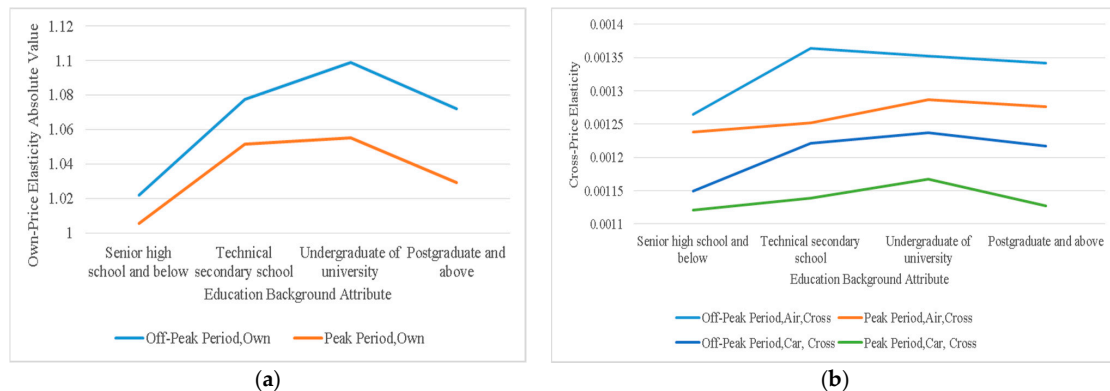 1.12
1.1
1.08
1.06
1.04
1.02
1
Own-Price Elasticity Absolute Value
Senior high school and below
Technical secondary school
Undergraduate of university
Postgraduate and above
Education Background Attribute
Off-Peak Period,Own
Peak Period,Own
(a)
0.0014
0.00135
0.0013
0.00125
0.0012
0.00115
0.0011
Cross-Price Elasticity
Senior high school and below
Technical secondary school
Undergraduate of university
Postgraduate and above
Education Background Attribute
Off-Peak Period,Air,Cross
Peak Period,Air,Cross
Off-Peak Period,Car, Cross
Peak Period,Car, Cross
(b)